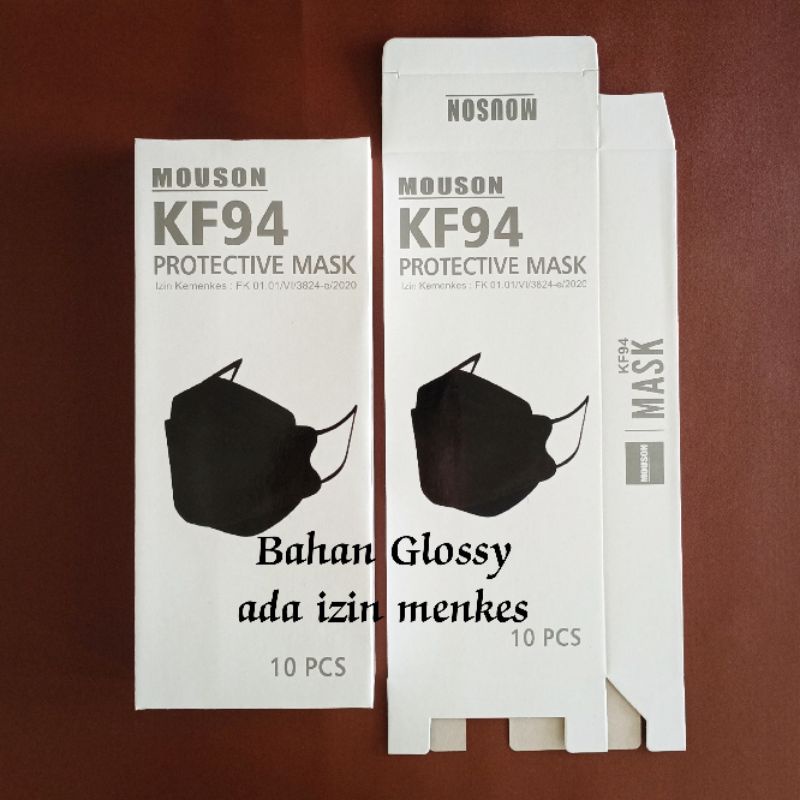 MOUSON
KF94
PROTECTIVE MASK
Izin Kemenkes : FK 01.01/VI/3824-e/2020
10 PCS
MOUSON
MOUSON
KF94
PROTECTIVE MASK
Izin Kemenkes : FK 01.01/VI/3824-e/2020
10 PCS
KF94
MASK
MOUSON
Bahan Glossy
ada izin menkes